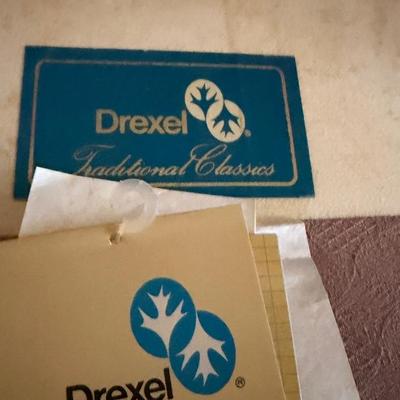 Drexel ®
Traditional Classics
®
Drexel